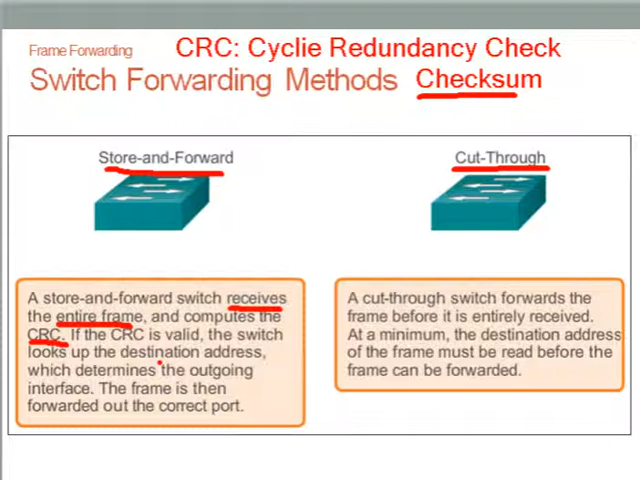 Frame Forwarding CRC: Cyclie Redundancy Check
Switch Forwarding Methods Checksum
Store-and-Forward
A store-and-forward switch receives
the entire frame, and computes the
CRC. If the CRC is valid, the switch
looks up the destination address,
which determines the outgoing
interface. The frame is then
forwarded out the correct port.
Cut-Through
A cut-through switch forwards the
frame before it is entirely received.
At a minimum, the destination address
of the frame must be read before the
frame can be forwarded.